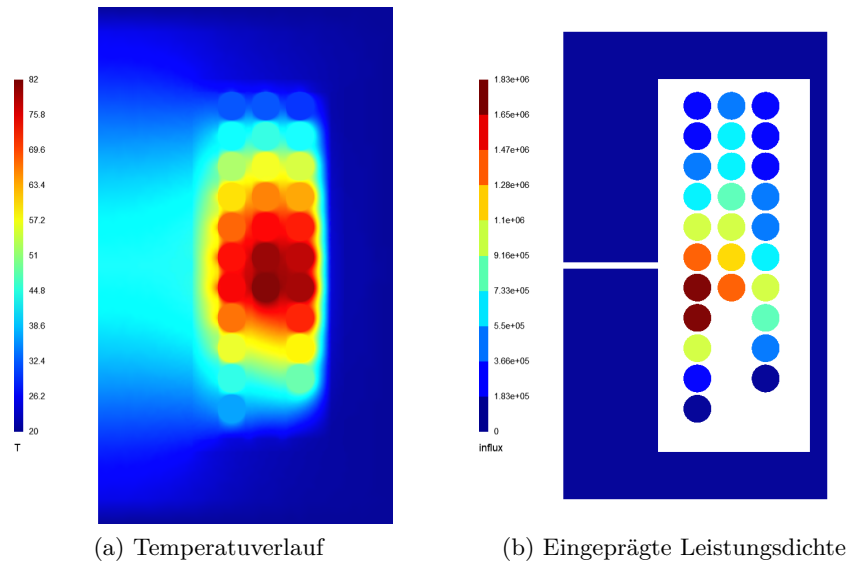 82
75.8
69.6
63.4
57.2
51
44.8
38.6
32.4
26.2
20
T
(a) Temperatuverlauf
1.83e+06
1.65e+06
1.47e+06
1.28e+06
1.1e+06
9.16e+05
7.33e+05
5.5e+05
3.66e+05
1.83e+05
0
influx
(b) Eingeprägte Leistungsdichte